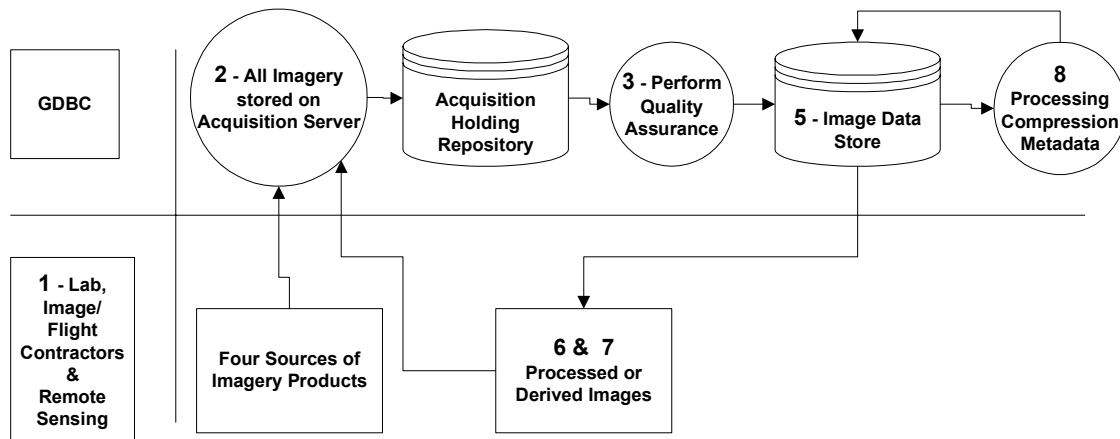 GDBC
2 - All Imagery
stored on
Acquisition Server
Acquisition
Holding
Repository
3 - Perform
Quality
Assurance
5 - Image Data
Store
8
Processing
Compression
Metadata
1 - Lab,
Image/
Flight
Contractors
&
Remote
Sensing
Four Sources of
Imagery Products
6 & 7
Processed or
Derived Images